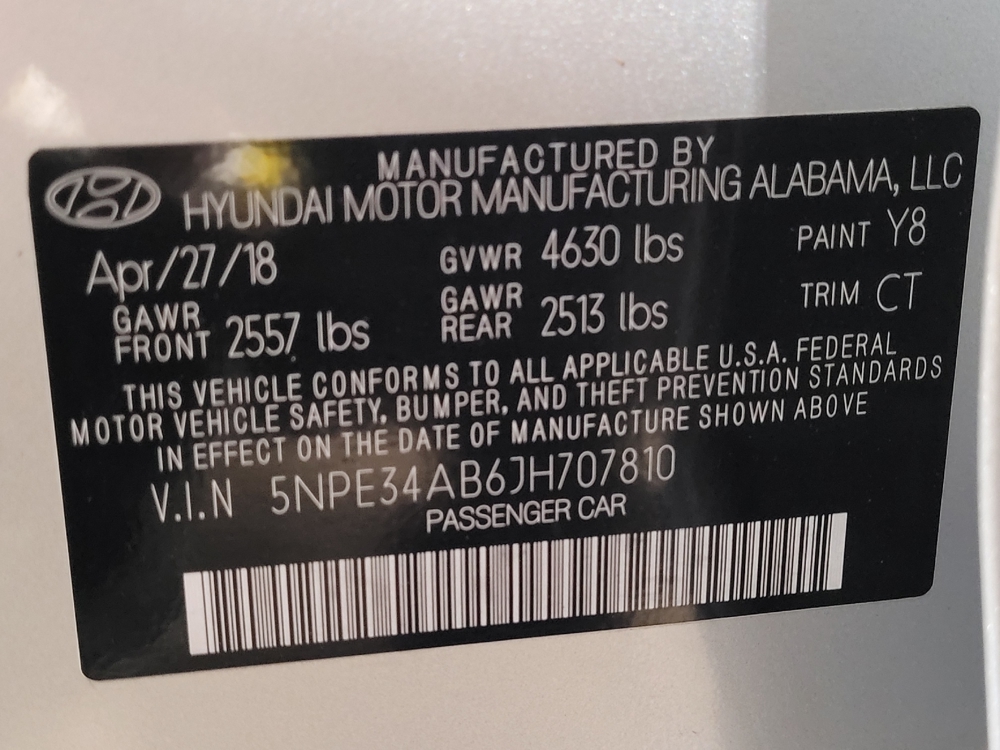 MANUFACTURED BY
HYUNDAI MOTOR MANUFACTURING ALABAMA, LLC
Apr/27/18 GVWR 4630 lbs PAINT Y8
GAWR FRONT 2557 lbs GAWR REAR 2513 lbs TRIM CT
THIS VEHICLE CONFORMS TO ALL APPLICABLE U.S.A. FEDERAL
MOTOR VEHICLE SAFETY, BUMPER, AND THEFT PREVENTION STANDARDS
IN EFFECT ON THE DATE OF MANUFACTURE SHOWN ABOVE
V.I.N 5NPE34AB6JH707810
PASSENGER CAR